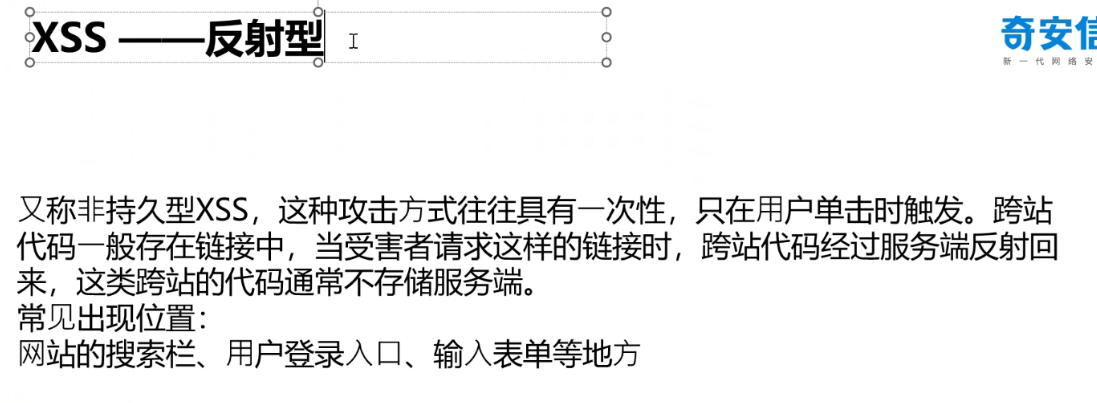 XSS ——反射型
奇安信
新一代网络安
又称非持久型XSS，这种攻击方式往往具有一次性，只在用户单击时触发。跨站
代码一般存在链接中，当受害者请求这样的链接时，跨站代码经过服务端反射回
来，这类跨站的代码通常不存储服务端。
常见出现位置：
网站的搜索栏、用户登录入口、输入表单等地方